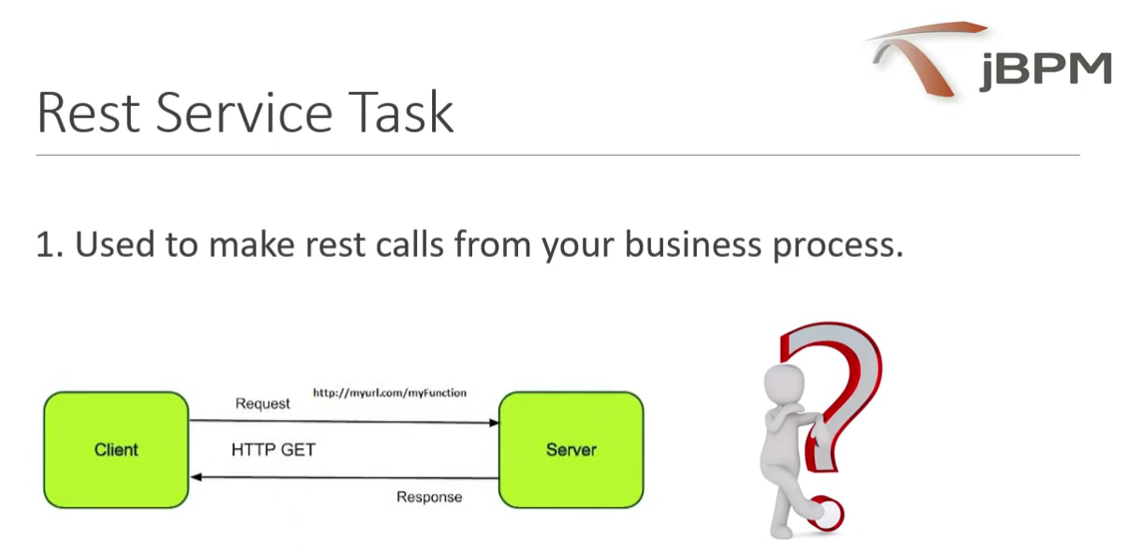 jBPM
Rest Service Task
1. Used to make rest calls from your business process.
http://myurl.com/myFunction
Request
Client
HTTP GET
Server
Response